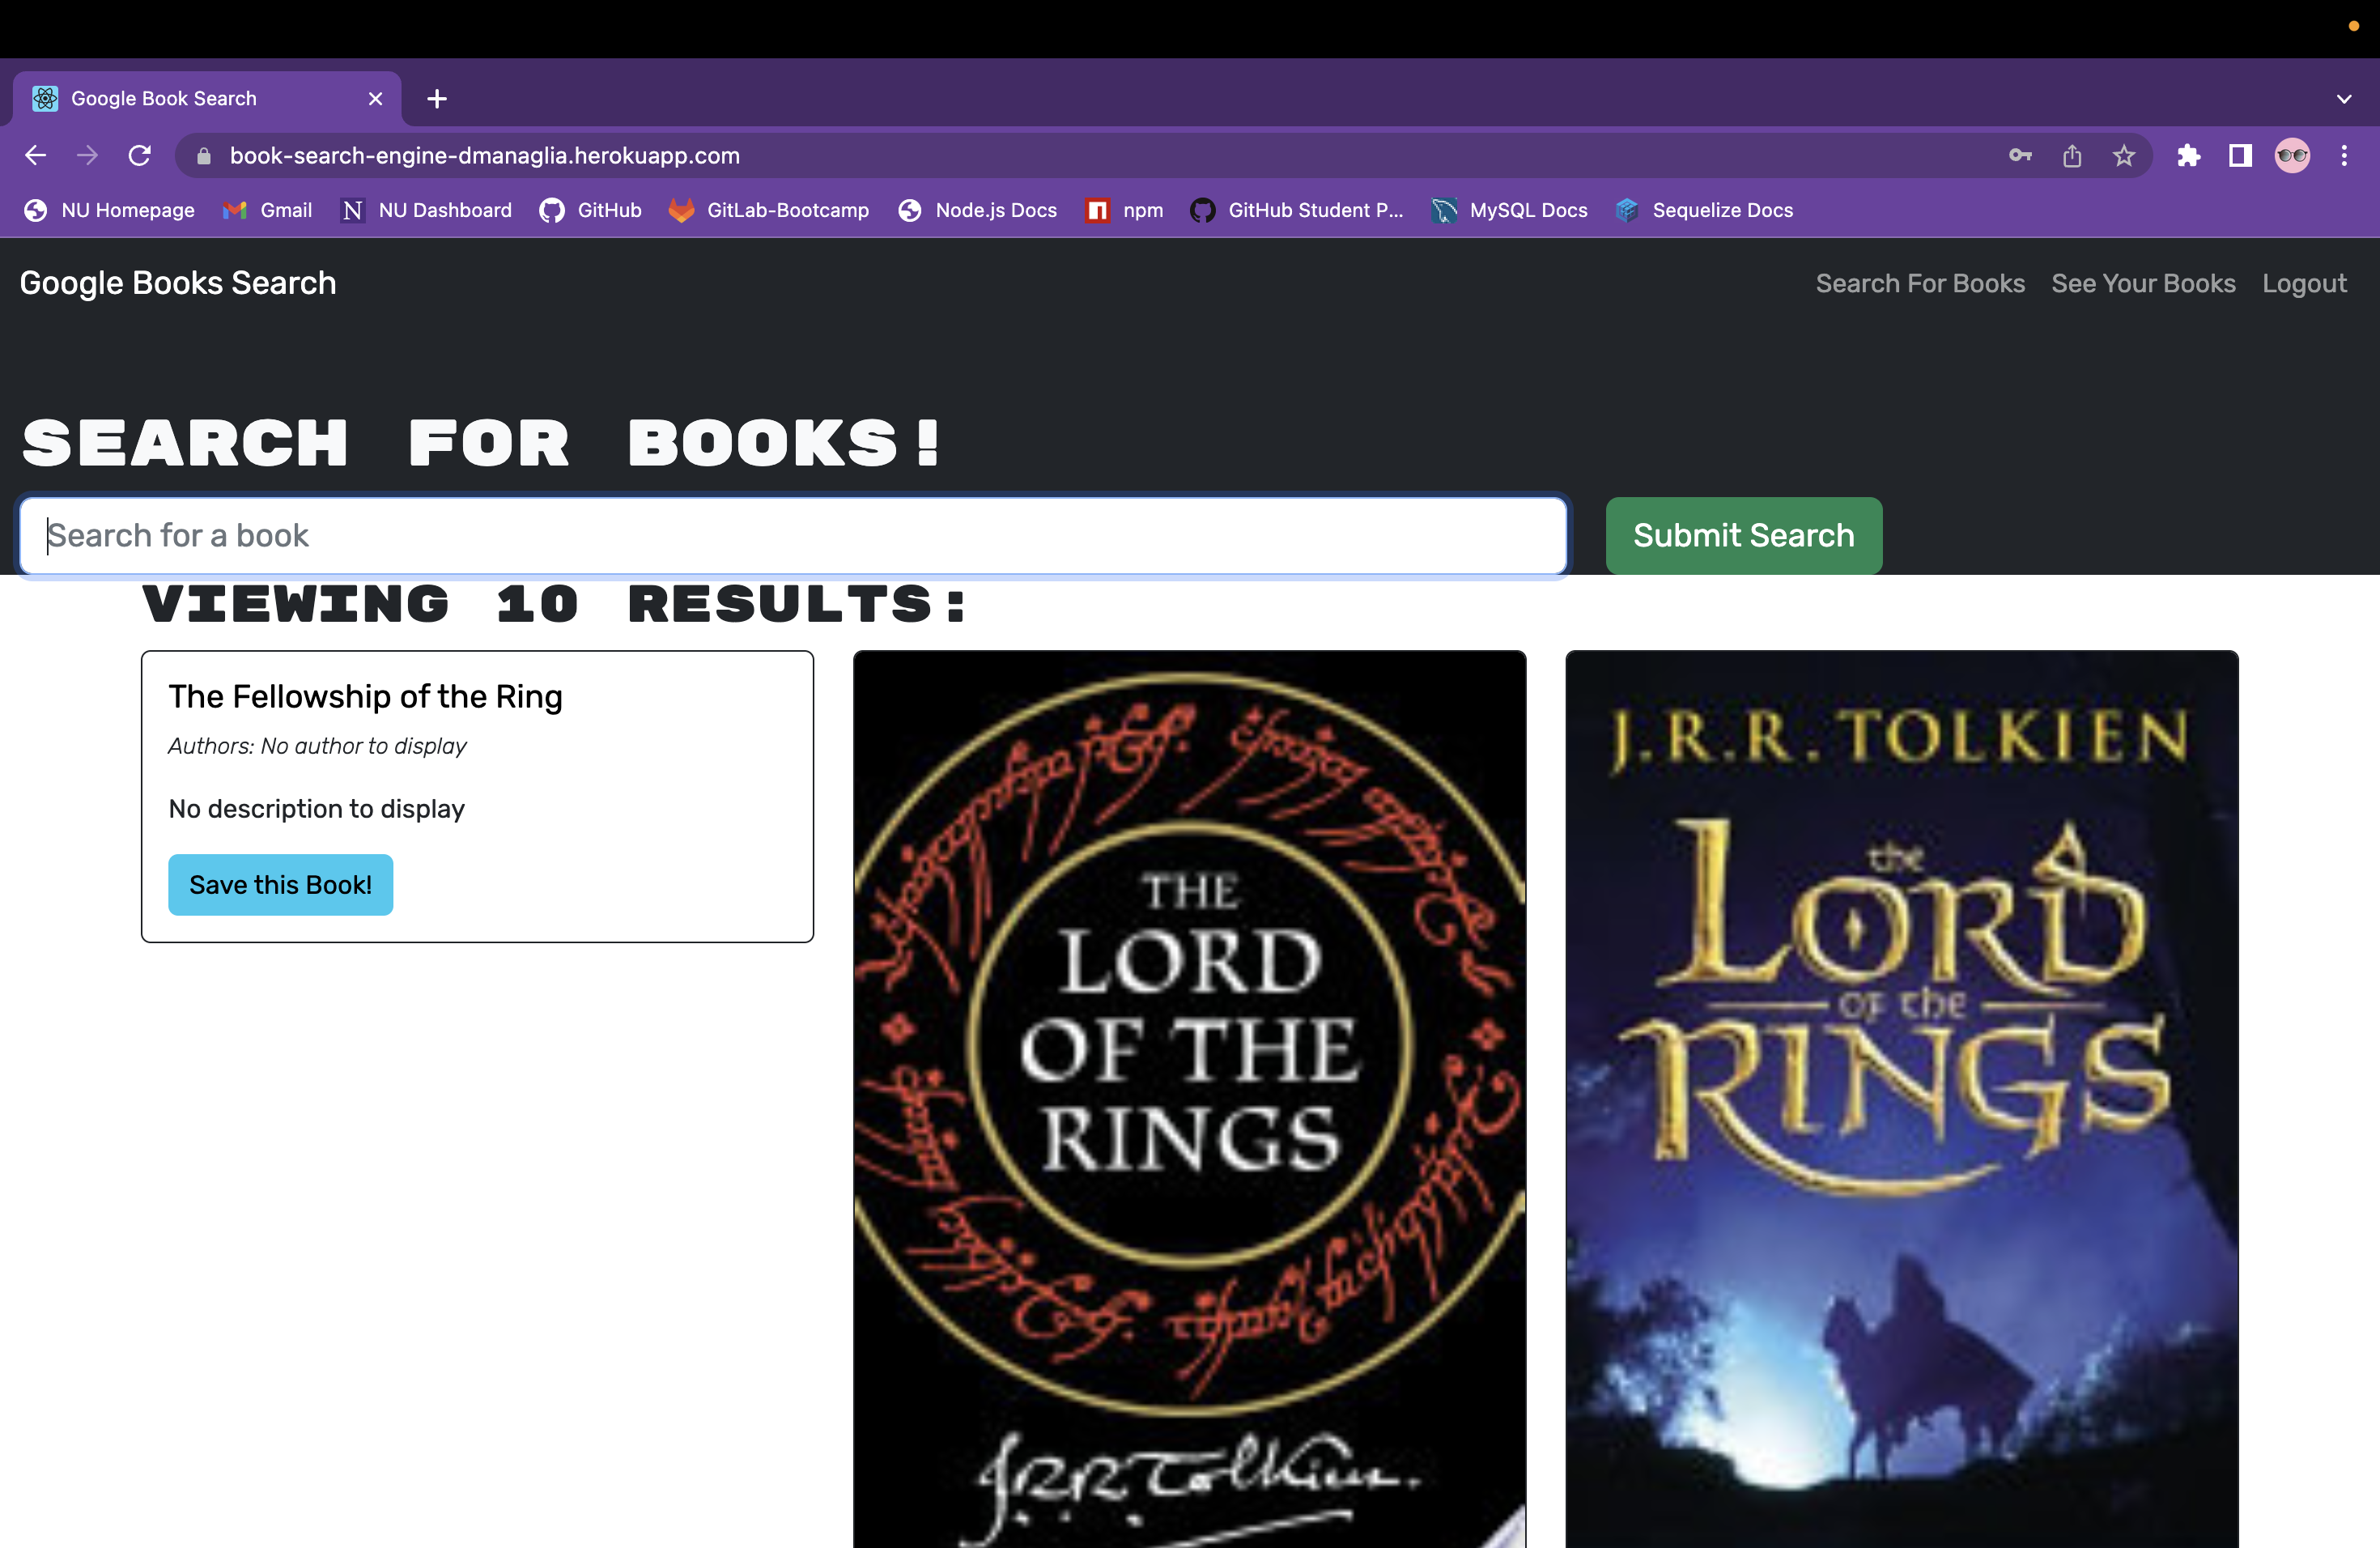 Google Book Search
book-search-engine-dmanaglia.herokuapp.com
NU Homepage Gmail NU Dashboard GitHub GitLab-Bootcamp Node.js Docs npm GitHub Student P... MySQL Docs Sequelize Docs
Google Books Search
Search For Books See Your Books Logout
SEARCH FOR BOOKS!
Search for a book
Submit Search
VIEWING 10 RESULTS:
The Fellowship of the Ring
Authors: No author to display
No description to display
Save this Book!
THE
LORD
OF THE
RINGS
J.R.R. Tolkien.
J.R.R. TOLKIEN
the
LORD
OF the
RINGS